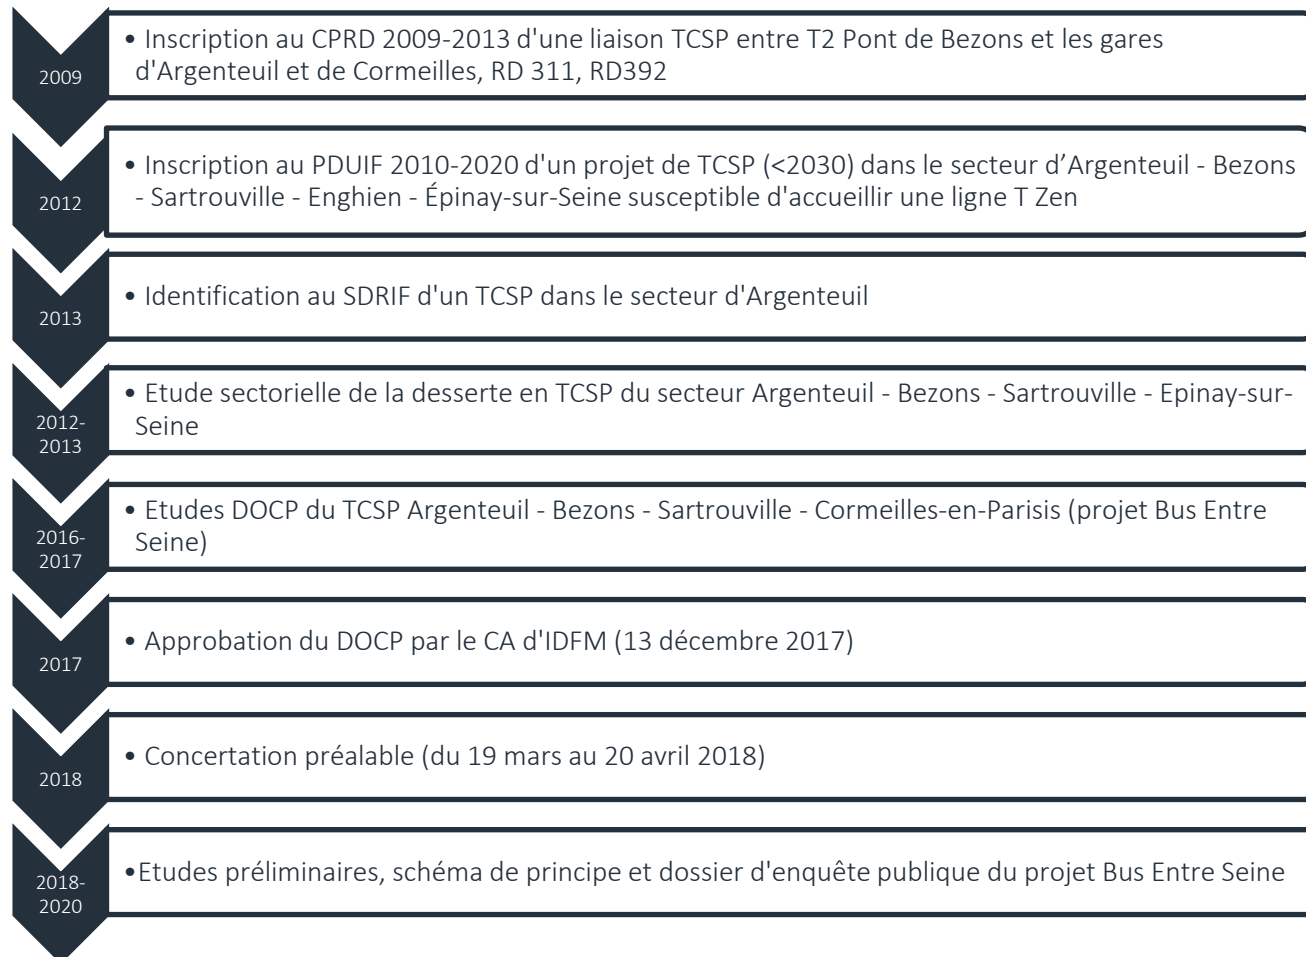 2009
• Inscription au CPRD 2009-2013 d'une liaison TCSP entre T2 Pont de Bezons et les gares
d'Argenteuil et de Cormeilles, RD 311, RD392
2012
• Inscription au PDUIF 2010-2020 d'un projet de TCSP (<2030) dans le secteur d’Argenteuil - Bezons
- Sartrouville - Enghien - Épinay-sur-Seine susceptible d'accueillir une ligne T Zen
2013
• Identification au SDRIF d'un TCSP dans le secteur d'Argenteuil
2012-
2013
• Etude sectorielle de la desserte en TCSP du secteur Argenteuil - Bezons - Sartrouville - Epinay-sur-
Seine
2016-
2017
• Etudes DOCP du TCSP Argenteuil - Bezons - Sartrouville - Cormeilles-en-Parisis (projet Bus Entre
Seine)
2017
• Approbation du DOCP par le CA d'IDFM (13 décembre 2017)
2018
• Concertation préalable (du 19 mars au 20 avril 2018)
2018-
2020
•Etudes préliminaires, schéma de principe et dossier d'enquête publique du projet Bus Entre Seine